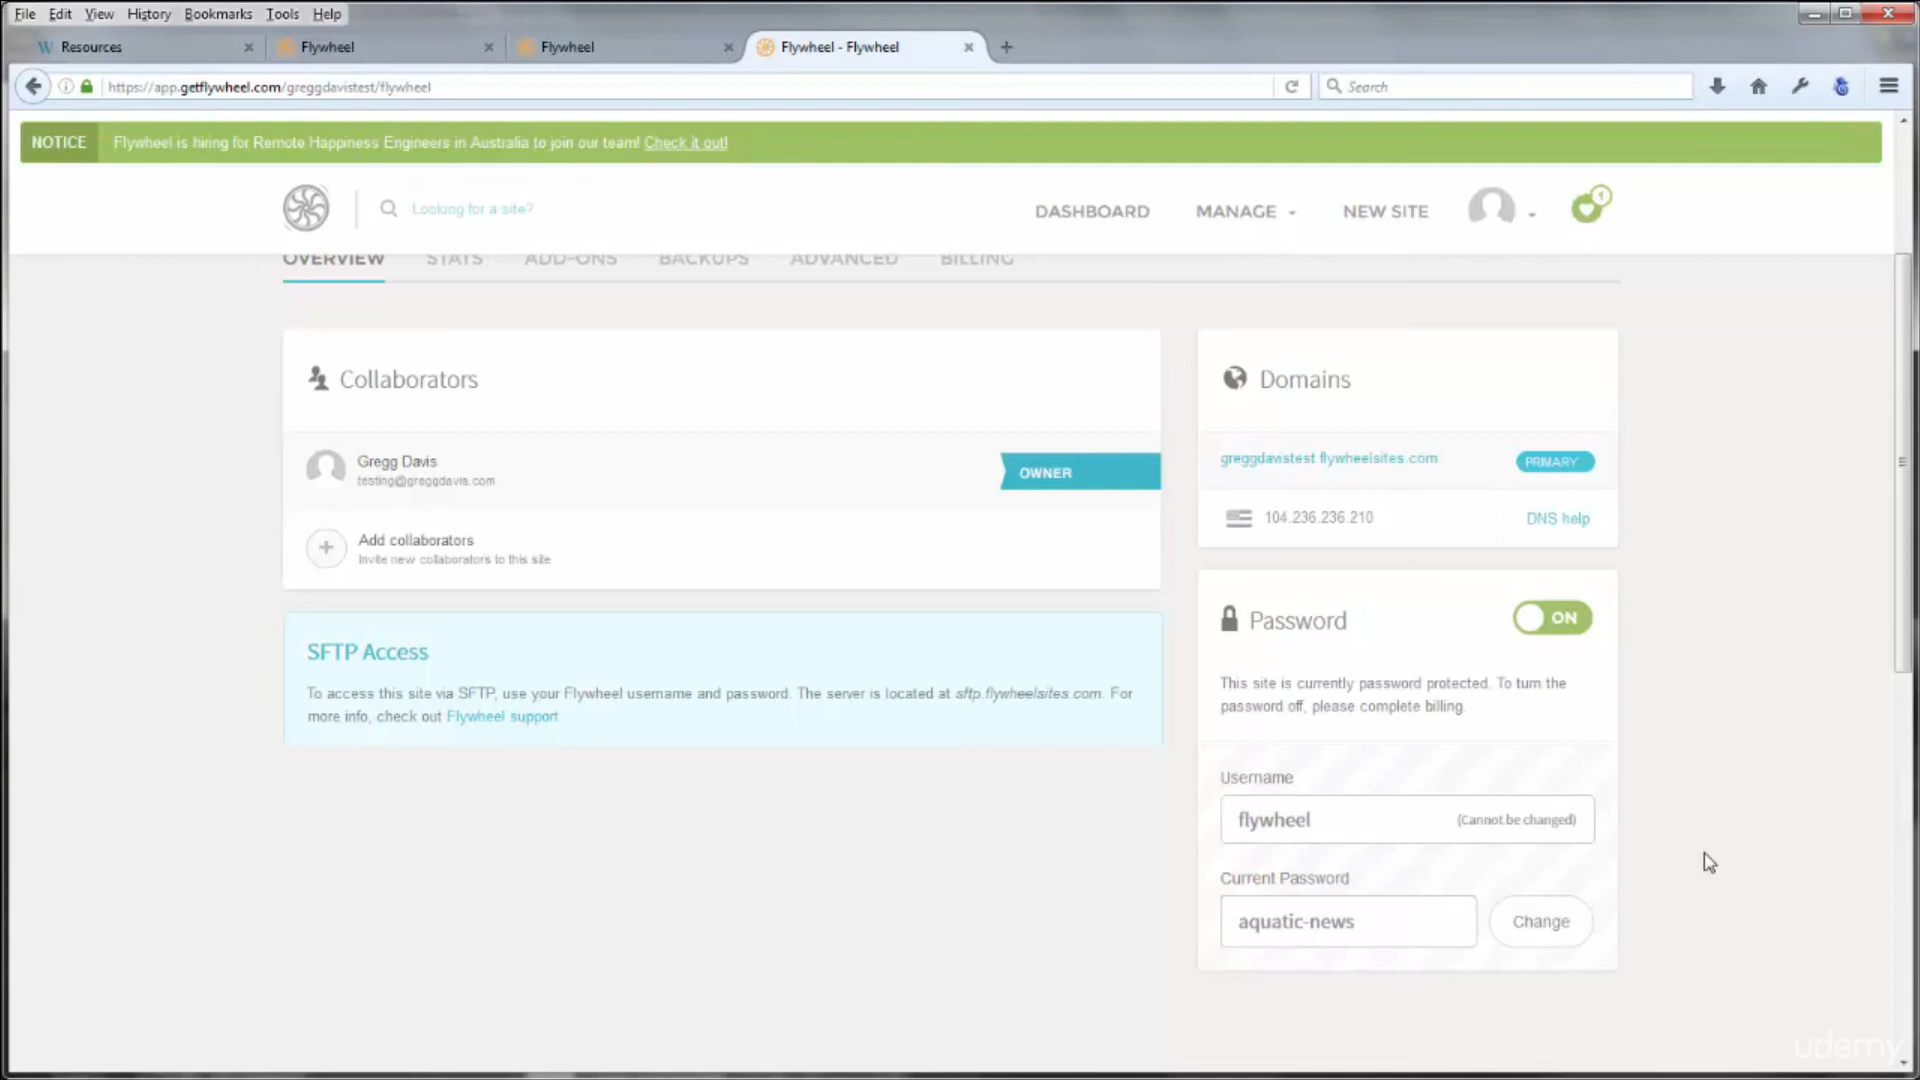 File Edit View History Bookmarks Tools Help
W Resources × Flywheel × Flywheel × Flywheel - Flywheel × +
https://app.getflywheel.com/greggdavistest/flywheel Search
NOTICE Flywheel is hiring for Remote Happiness Engineers in Australia to join our team! Check it out!
Looking for a site? DASHBOARD MANAGE NEW SITE 1
OVERVIEW STATS ADD-ONS BACKUPS ADVANCED BILLING
Collaborators
Gregg Davis
testing@greggdavis.com
OWNER
Add collaborators
Invite new collaborators to this site
SFTP Access
To access this site via SFTP, use your Flywheel username and password. The server is located at sftp.flywheelsites.com. For
more info, check out Flywheel support
Domains
greggdavistest.flywheelsites.com PRIMARY
104.236.236.210 DNS help
Password ON
This site is currently password protected. To turn the
password off, please complete billing.
Username
flywheel (Cannot be changed)
Current Password
aquatic-news Change
udemy